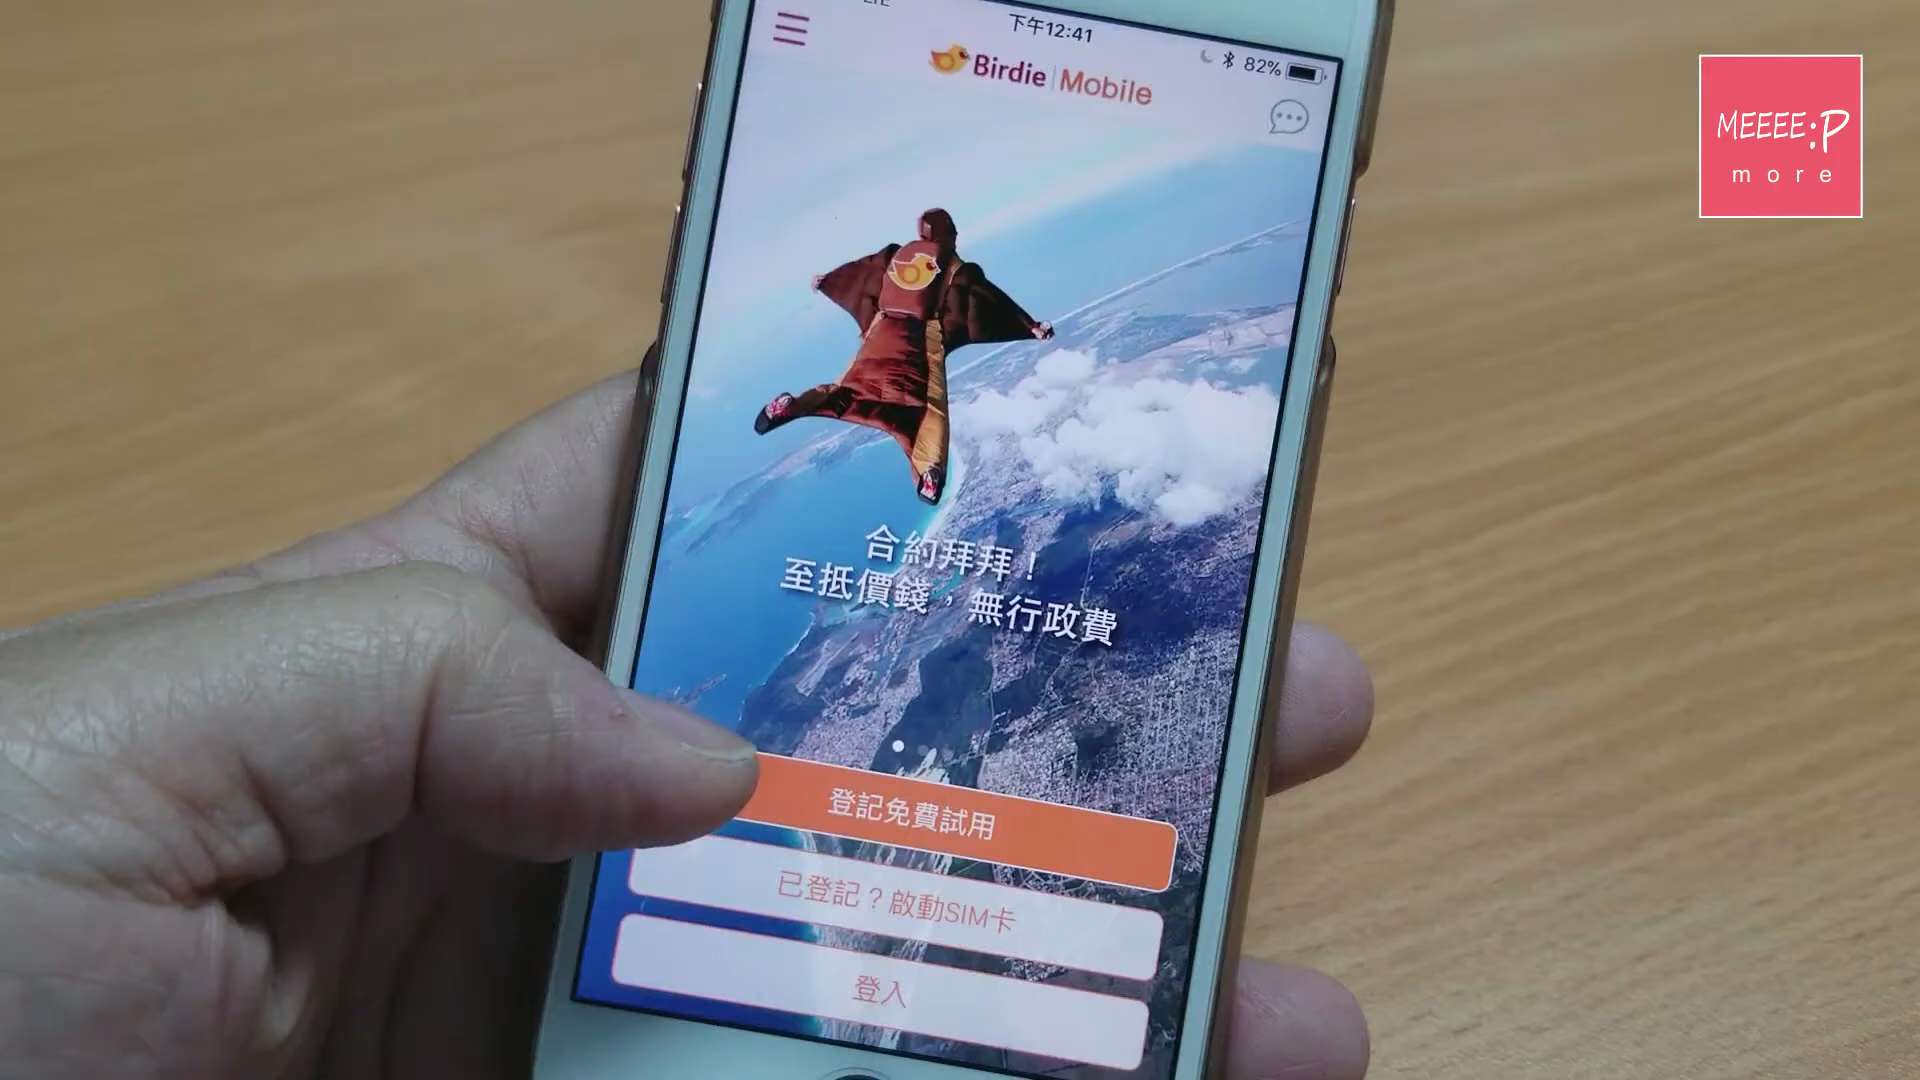 LTE
下午12:41
82%
Birdie Mobile
MEEEE:P
more
合約拜拜！
至抵價錢，無行政費
登記免費試用
已登記？啟動SIM卡
登入